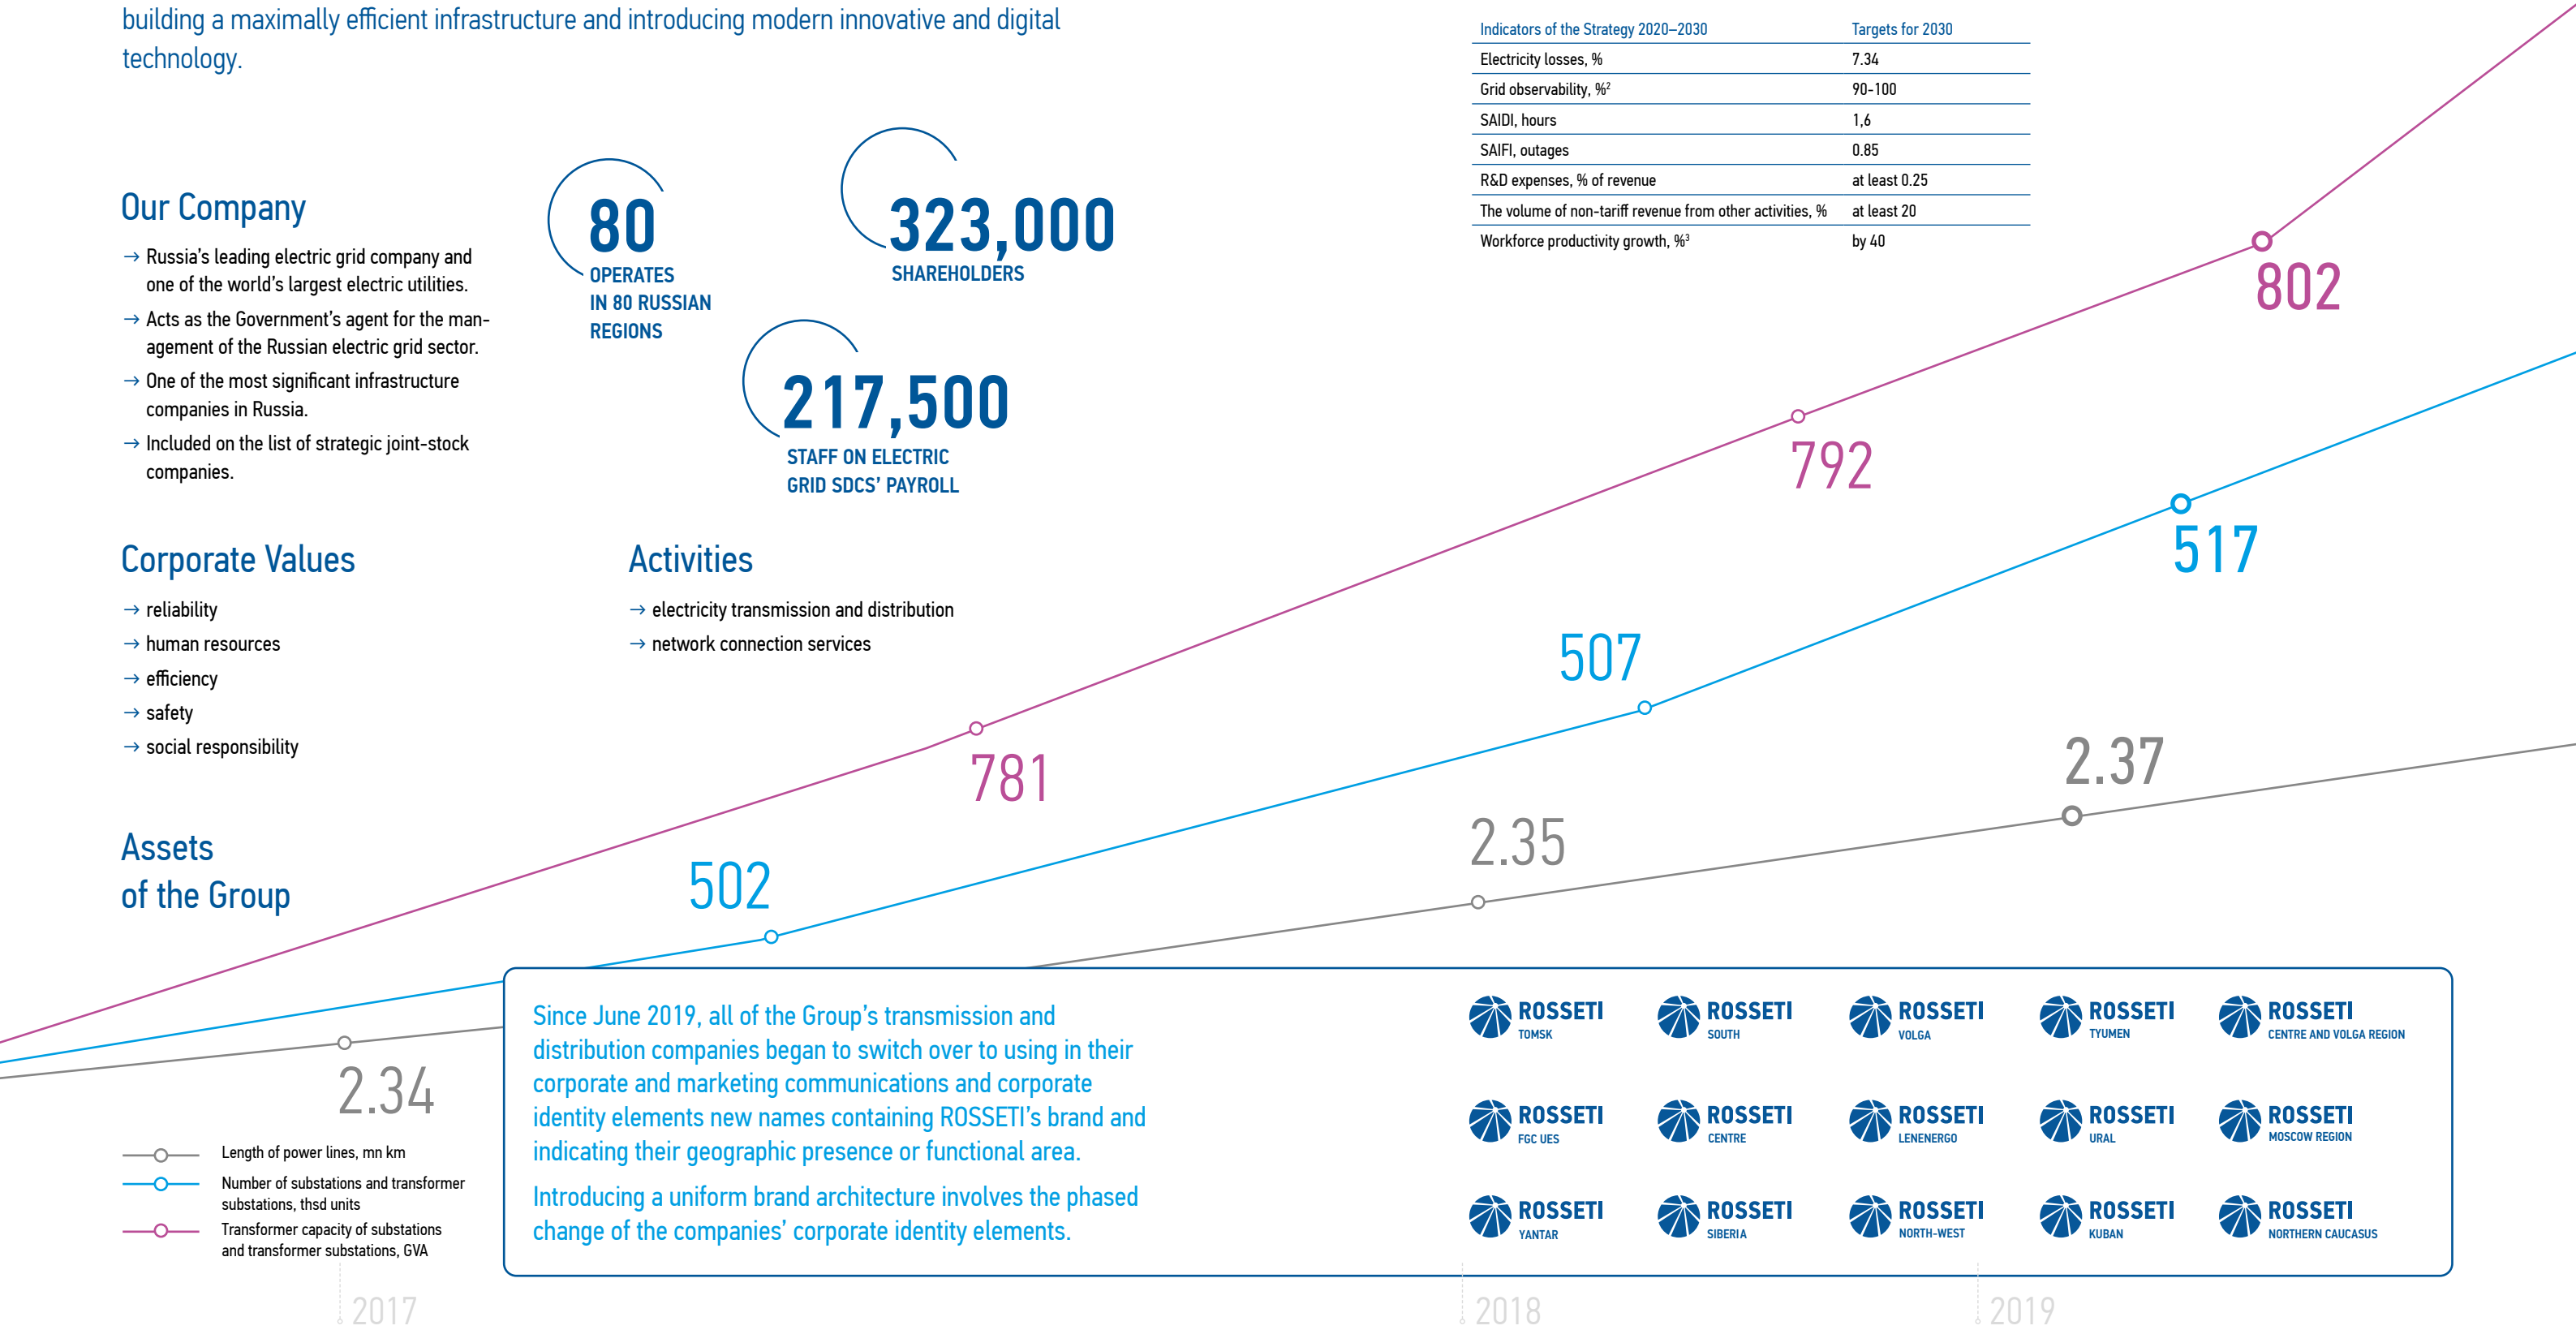 building a maximally efficient infrastructure and introducing modern innovative and digital
technology.
Our Company
→ Russia’s leading electric grid company and
one of the world’s largest electric utilities.
→ Acts as the Government’s agent for the man-
agement of the Russian electric grid sector.
→ One of the most significant infrastructure
companies in Russia.
→ Included on the list of strategic joint-stock
companies.
80
OPERATES
IN 80 RUSSIAN
REGIONS
323,000
SHAREHOLDERS
217,500
STAFF ON ELECTRIC
GRID SDCS’ PAYROLL
Indicators of the Strategy 2020–2030 Targets for 2030
Electricity losses, % 7.34
Grid observability, %² 90-100
SAIDI, hours 1,6
SAIFI, outages 0.85
R&D expenses, % of revenue at least 0.25
The volume of non-tariff revenue from other activities, % at least 20
Workforce productivity growth, %³ by 40
Corporate Values
→ reliability
→ human resources
→ efficiency
→ safety
→ social responsibility
Activities
→ electricity transmission and distribution
→ network connection services
Assets
of the Group
781
792
802
502
507
517
2.34
2.35
2.37
Length of power lines, mn km
Number of substations and transformer
substations, thsd units
Transformer capacity of substations
and transformer substations, GVA
Since June 2019, all of the Group’s transmission and
distribution companies began to switch over to using in their
corporate and marketing communications and corporate
identity elements new names containing ROSSETI’s brand and
indicating their geographic presence or functional area.
Introducing a uniform brand architecture involves the phased
change of the companies’ corporate identity elements.
ROSSETI
TOMSK
ROSSETI
SOUTH
ROSSETI
VOLGA
ROSSETI
TYUMEN
ROSSETI
CENTRE AND VOLGA REGION
ROSSETI
FGC UES
ROSSETI
CENTRE
ROSSETI
LENENERGO
ROSSETI
URAL
ROSSETI
MOSCOW REGION
ROSSETI
YANTAR
ROSSETI
SIBERIA
ROSSETI
NORTH-WEST
ROSSETI
KUBAN
ROSSETI
NORTHERN CAUCASUS
2017
2018
2019